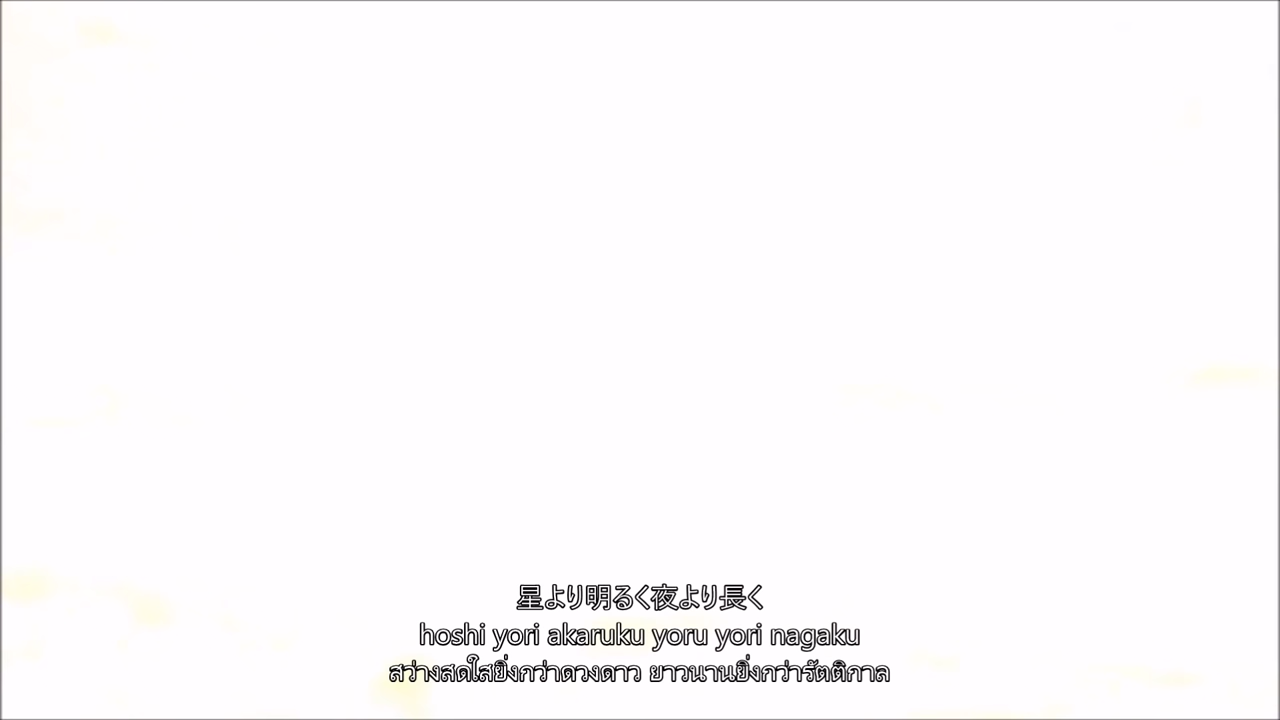 星より明るく夜より長く
hoshi yori akaruku yoru yori nagaku
สว่างสดใสยิ่งกว่าดวงดาว ยาวนานยิ่งกว่ารัตติกาล